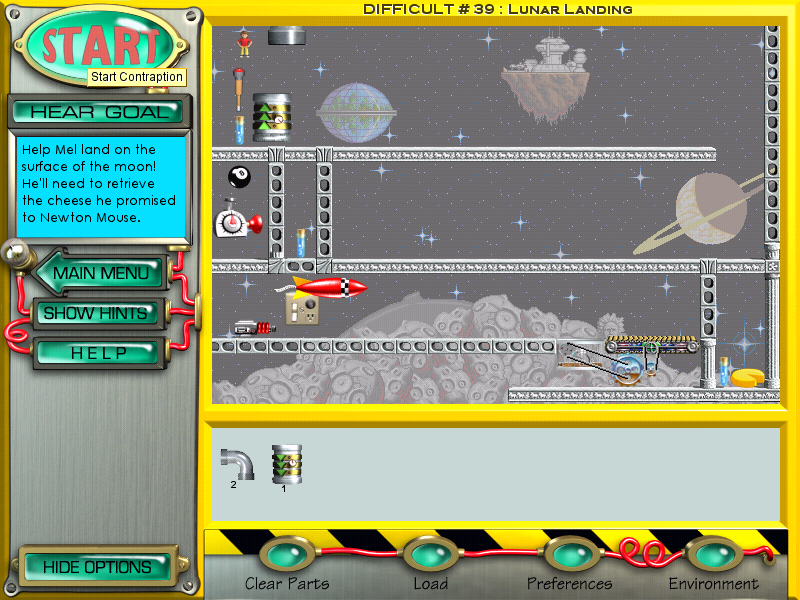 DIFFICULT # 39 : LUNAR LANDING
START
Start Contraption
HEAR GOAL
Help Mel land on the
surface of the moon!
He'll need to retrieve
the cheese he promised
to Newton Mouse.
MAIN MENU
SHOW HINTS
HELP
8
2
1
HIDE OPTIONS
Clear Parts
Load
Preferences
Environment